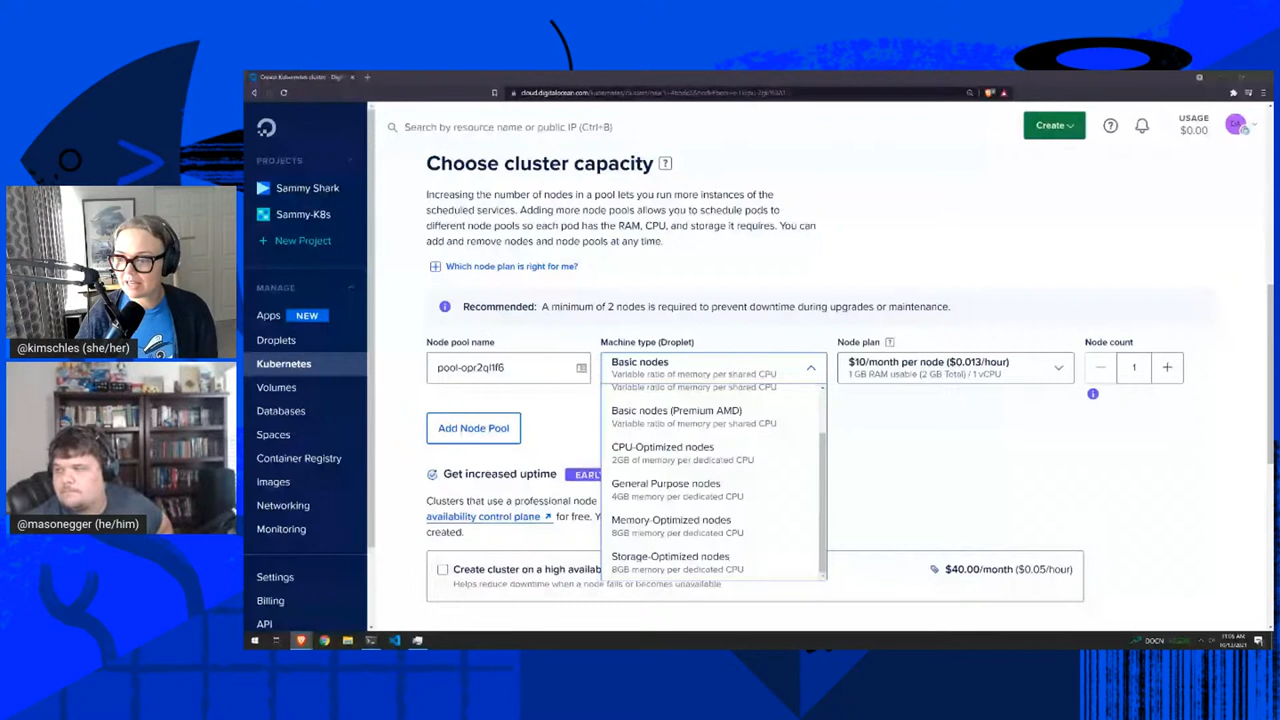 Create Kubernetes cluster - Digi
Search by resource name or public IP (Ctrl+B)
Create
USAGE
$0.00
PROJECTS
Sammy Shark
Sammy-K8s
+ New Project
MANAGE
Apps NEW
Droplets
Kubernetes
Volumes
Databases
Spaces
Container Registry
Images
Networking
Monitoring
Settings
Billing
API
Choose cluster capacity ?
Increasing the number of nodes in a pool lets you run more instances of the
scheduled services. Adding more node pools allows you to schedule pods to
different node pools so each pod has the RAM, CPU, and storage it requires. You
can add and remove nodes and node pools at any time.
Which node plan is right for me?
Recommended: A minimum of 2 nodes is required to prevent downtime during upgrades or maintenance.
Node pool name
Machine type (Droplet)
Node plan ?
Node count
Basic nodes
Variable ratio of memory per shared CPU
$10/month per node ($0.013/hour)
1 GB RAM usable (2 GB Total) / 1 vCPU
1
Variable ratio of memory per shared CPU
Basic nodes (Premium AMD)
Variable ratio of memory per shared CPU
CPU-Optimized nodes
2GB of memory per dedicated CPU
General Purpose nodes
4GB memory per dedicated CPU
Memory-Optimized nodes
8GB memory per dedicated CPU
Storage-Optimized nodes
8GB memory per dedicated CPU
Add Node Pool
Get increased uptime EARL
Clusters that use a professional node
availability control plane for free. Y
created.
Create cluster on a high availab
Helps reduce downtime when a node fails or becomes unavailable
$40.00/month ($0.05/hour)
@kimschles (she/her)
@masonegger (he/him)
DOCN
11:05 AM
10/12/2021